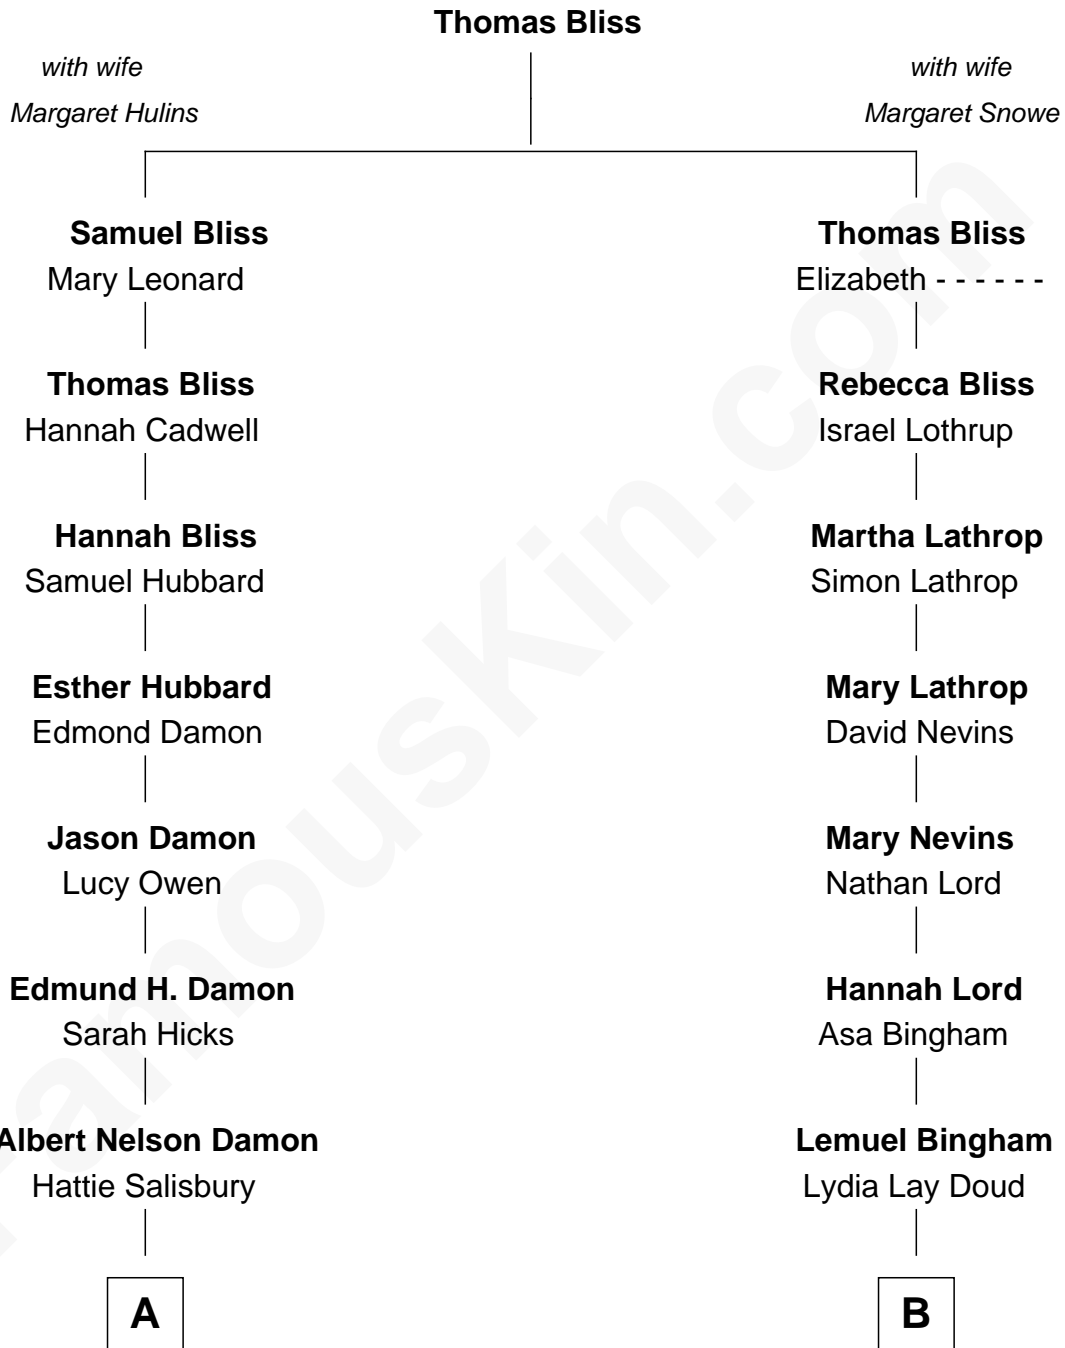 Thomas Bliss
with wife
Margaret Hulins
with wife
Margaret Snowe
Samuel Bliss
Mary Leonard
Thomas Bliss
Elizabeth - - - - - -
Thomas Bliss
Hannah Cadwell
Rebecca Bliss
Israel Lothrup
Hannah Bliss
Samuel Hubbard
Martha Lathrop
Simon Lathrop
Esther Hubbard
Edmond Damon
Mary Lathrop
David Nevins
Jason Damon
Lucy Owen
Mary Nevins
Nathan Lord
Edmund H. Damon
Sarah Hicks
Hannah Lord
Asa Bingham
Albert Nelson Damon
Hattie Salisbury
Lemuel Bingham
Lydia Lay Doud
A
B
FamousKin.com